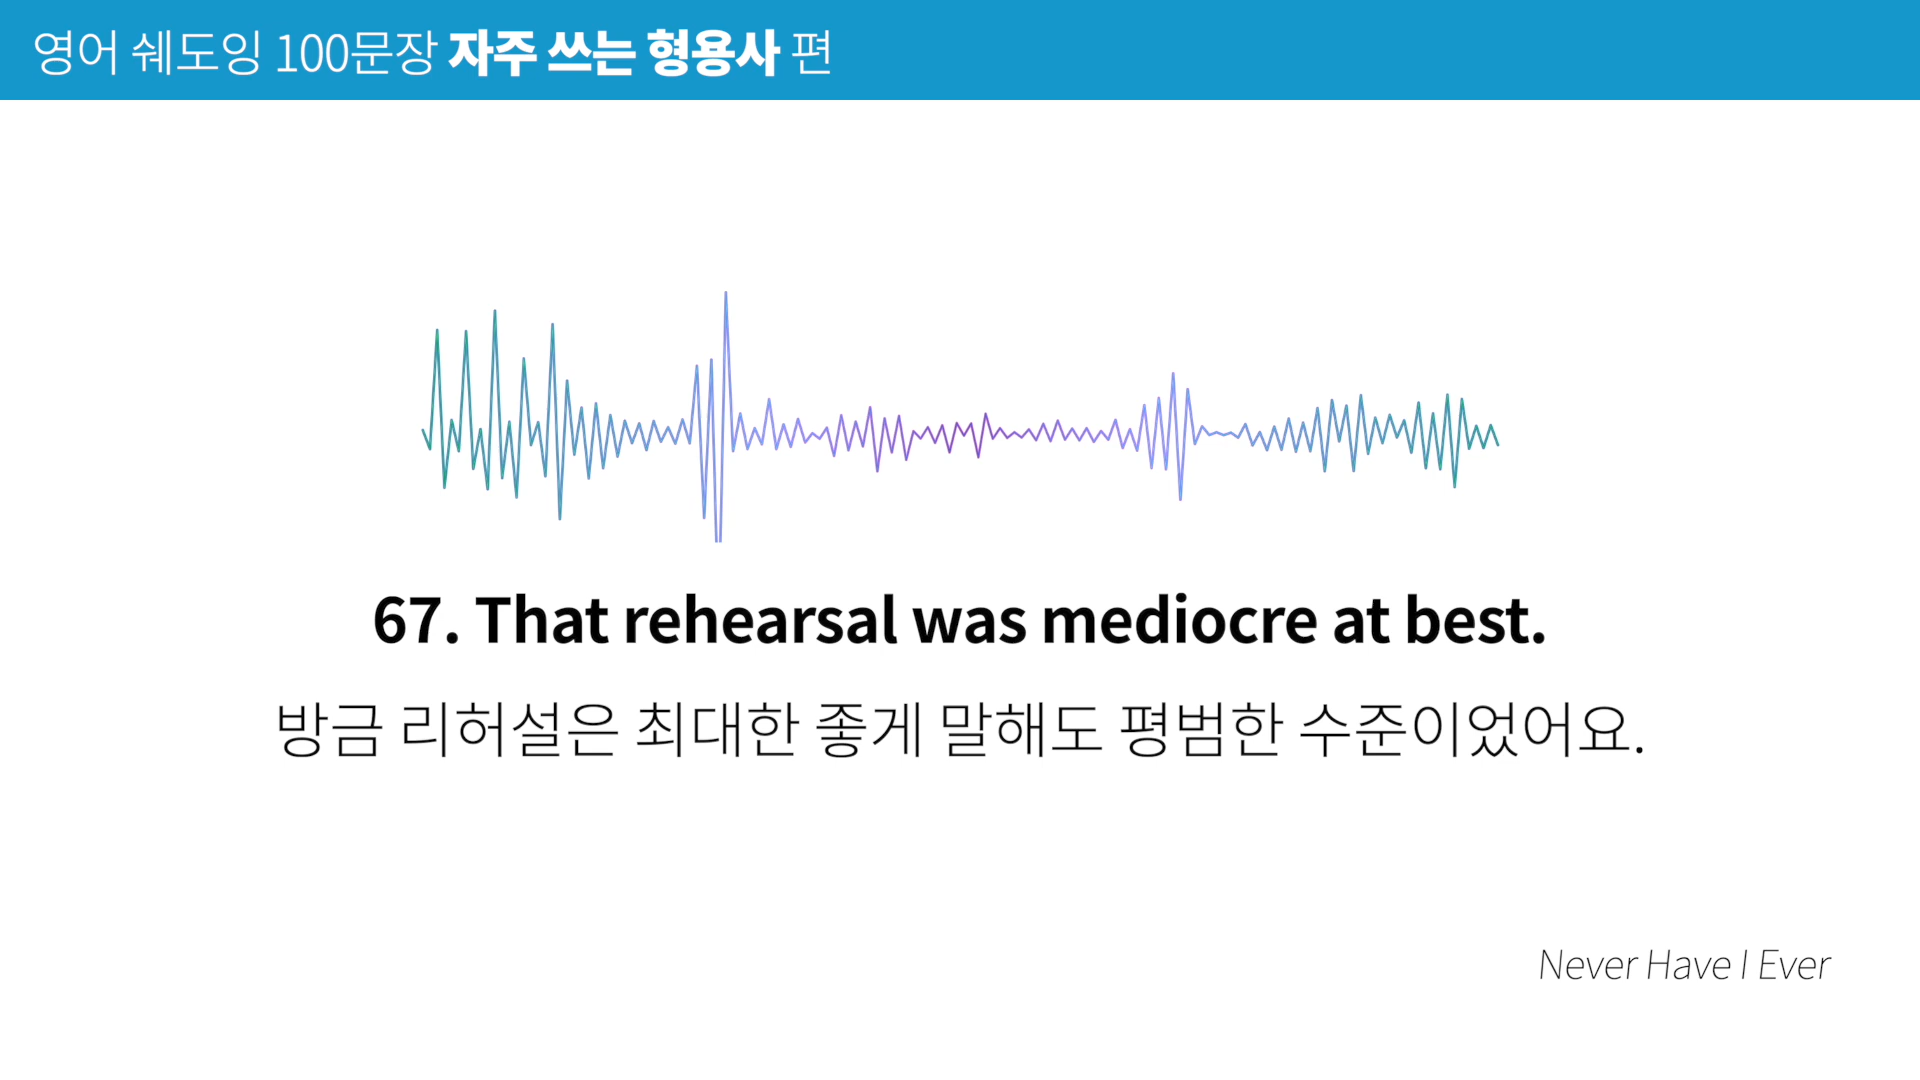 영어 쉐도잉 100문장 자주 쓰는 형용사 편
67. That rehearsal was mediocre at best.
방금 리허설은 최대한 좋게 말해도 평범한 수준이었어요.
Never Have I Ever